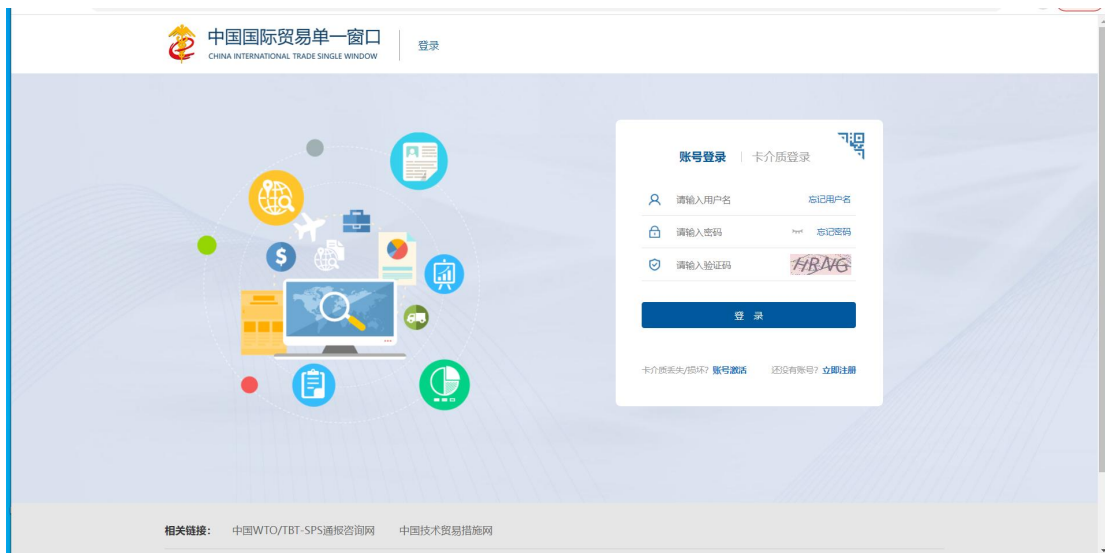 中国国际贸易单一窗口
CHINA INTERNATIONAL TRADE SINGLE WINDOW
登录
账号登录 | 卡介质登录
请输入用户名 忘记用户名
请输入密码 忘记密码
请输入验证码 HRNG
登 录
卡介质丢失/损坏? 账号激活 还没有账号? 立即注册
相关链接: 中国WTO/TBT-SPS通报咨询网 中国技术贸易措施网